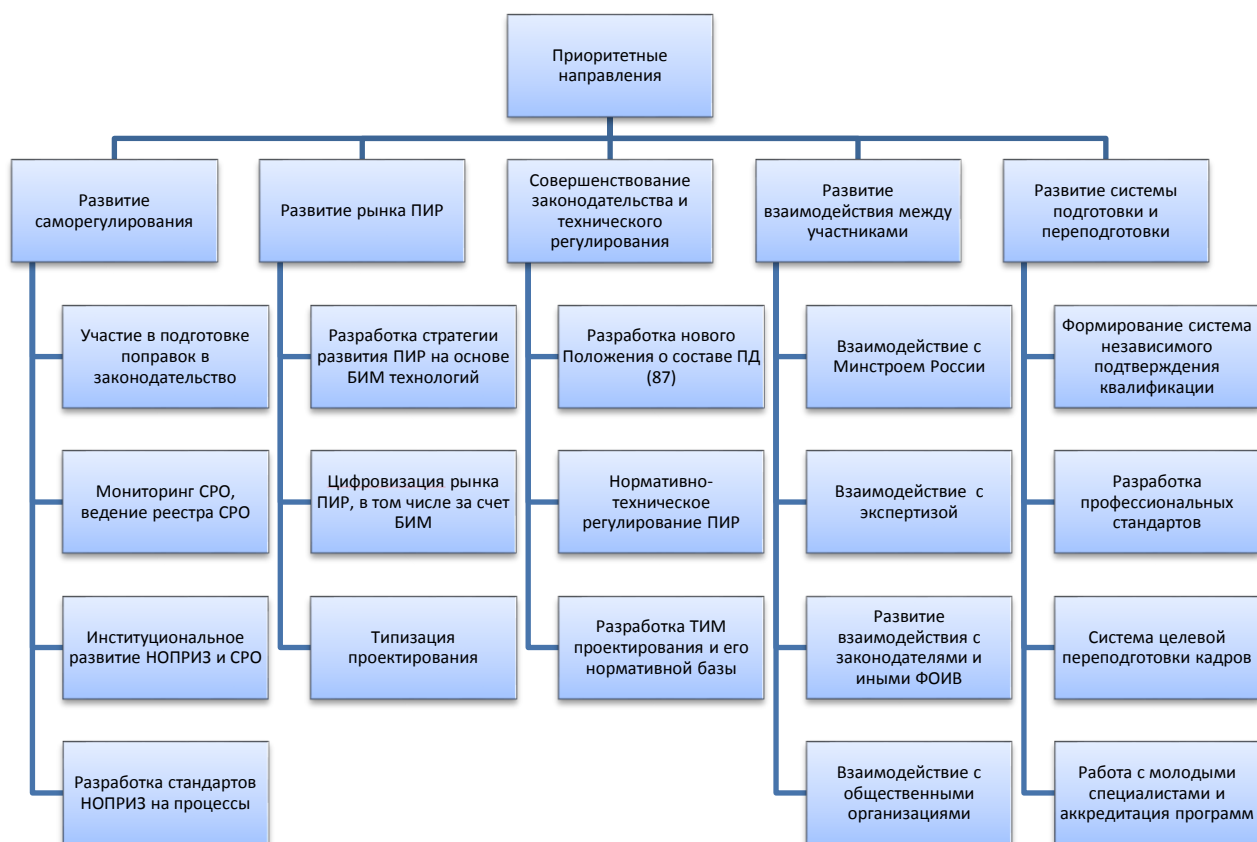 Приоритетные
направления
Развитие
саморегулирования
Участие в подготовке
поправок в
законодательство
Мониторинг СРО,
ведение реестра СРО
Институциональное
развитие НОПРИЗ и СРО
Разработка стандартов
НОПРИЗ на процессы
Развитие рынка ПИР
Разработка стратегии
развития ПИР на основе
БИМ технологий
Цифровизация рынка
ПИР, в том числе за счет
БИМ
Типизация
проектирования
Совершенствование
законодательства и
технического
регулирования
Разработка нового
Положения о составе ПД
(87)
Нормативно-
техническое
регулирование ПИР
Разработка ТИМ
проектирования и его
нормативной базы
Развитие
взаимодействия между
участниками
Взаимодействие с
Минстроем России
Взаимодействие с
экспертизой
Развитие
взаимодействия с
законодателями и
иными ФОИВ
Взаимодействие с
общественными
организациями
Развитие системы
подготовки и
переподготовки
Формирование система
независимого
подтверждения
квалификации
Разработка
профессиональных
стандартов
Система целевой
переподготовки кадров
Работа с молодыми
специалистами и
аккредитация программ